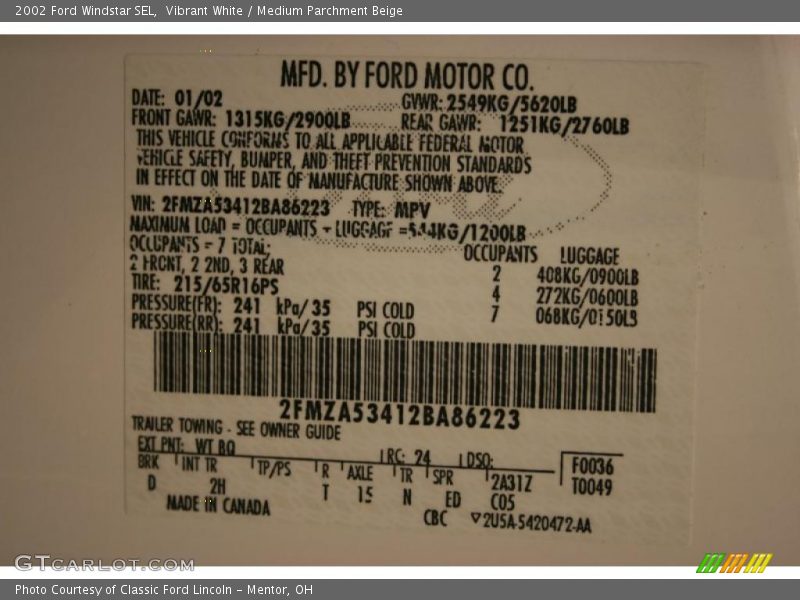 2002 Ford Windstar SEL,  Vibrant White / Medium Parchment Beige
MFD. BY FORD MOTOR CO.
DATE: 01/02 GVWR: 2549KG/5620LB
FRONT GAWR: 1315KG/2900LB REAR GAWR: 1251KG/2760LB
THIS VEHICLE CONFORMS TO ALL APPLICABLE FEDERAL MOTOR
VEHICLE SAFETY, BUMPER, AND THEFT PREVENTION STANDARDS
IN EFFECT ON THE DATE OF MANUFACTURE SHOWN ABOVE.
VIN: 2FMZA53412BA86223 TYPE: MPV
MAXIMUM LOAD = OCCUPANTS + LUGGAGE =544KG/1200LB
OCCUPANTS = 7 TOTAL; OCCUPANTS LUGGAGE
2 FRONT, 2 2ND, 3 REAR 2 408KG/0900LB
TIRE: 215/65R16PS 4 272KG/0600LB
PRESSURE(FR): 241 kPa/35 PSI COLD 7 068KG/0150LB
PRESSURE(RR): 241 kPa/35 PSI COLD
2FMZA53412BA86223
TRAILER TOWING - SEE OWNER GUIDE
EXT PNT: WT BQ RC: 24 DSO: F0036
BRK INT TR TP/PS R AXLE TR SPR 2A31Z T0049
D 2H T 15 N ED C05
MADE IN CANADA
CBC ▽2U5A-5420472-AA
GTCARLOT.COM
Photo Courtesy of Classic Ford Lincoln - Mentor, OH